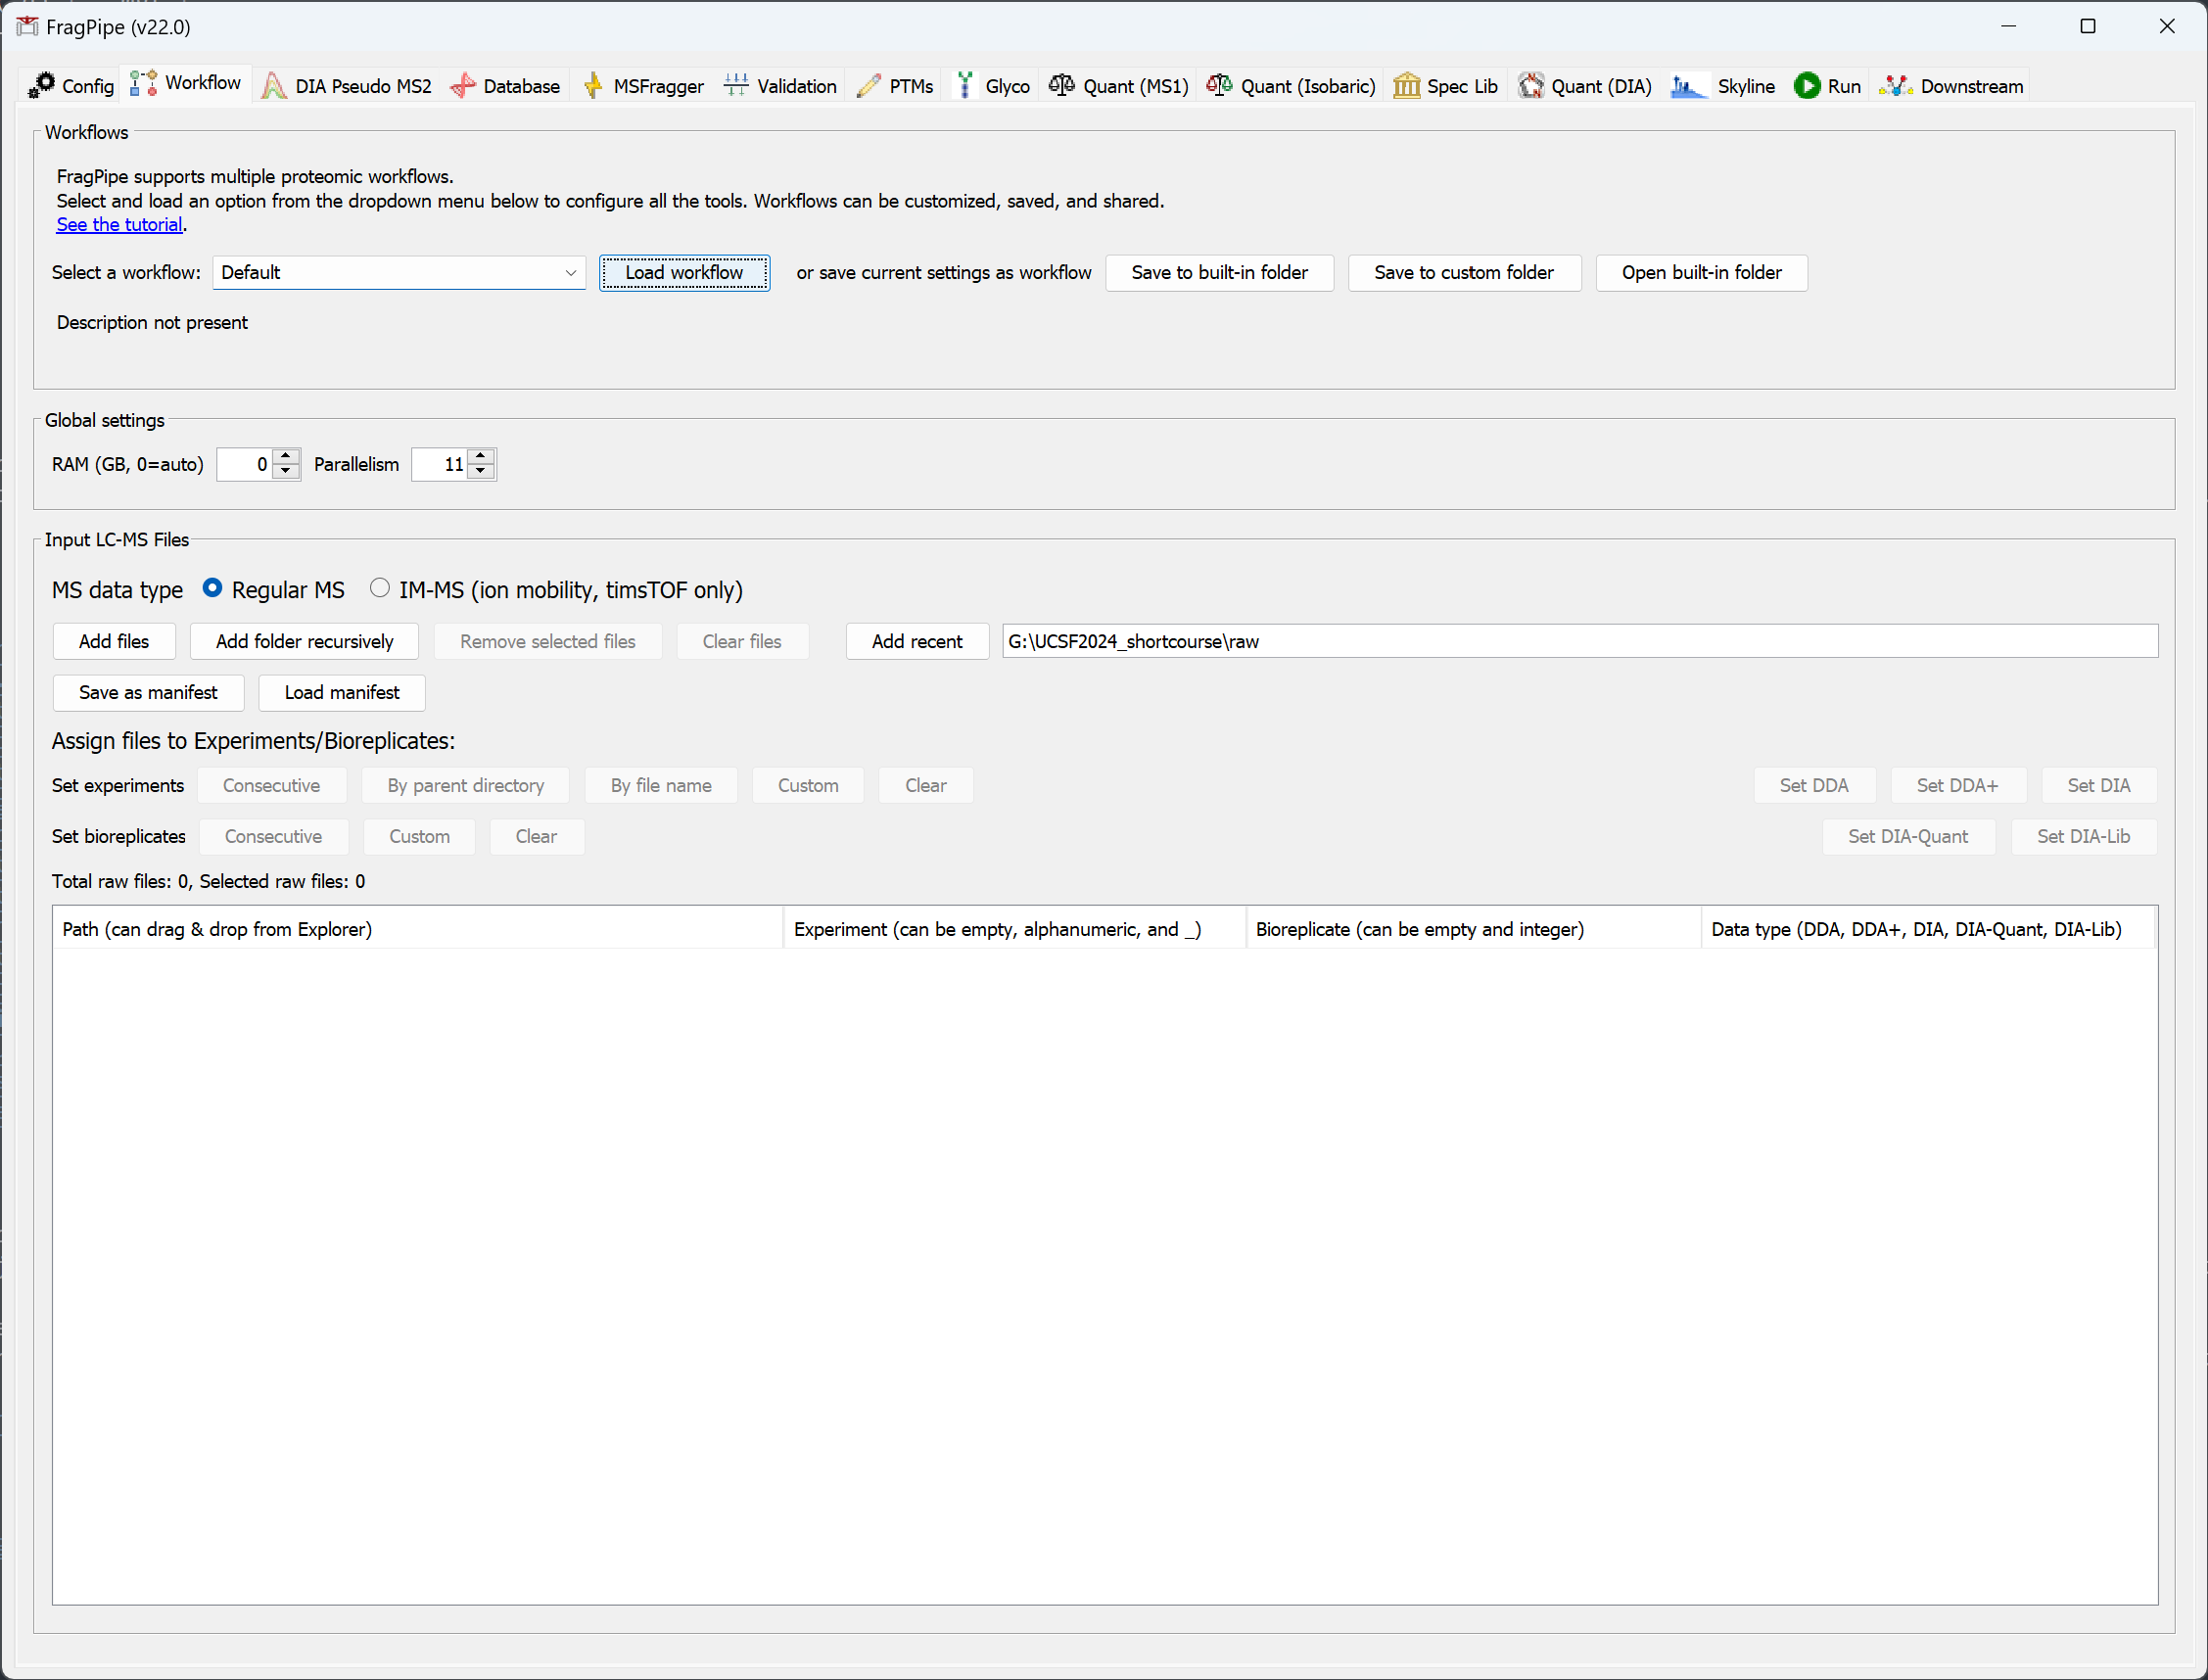 FragPipe (v22.0)
Config Workflow DIA Pseudo MS2 Database MSFragger Validation PTMs Glyco Quant (MS1) Quant (Isobaric) Spec Lib Quant (DIA) Skyline Run Downstream
Workflows
FragPipe supports multiple proteomic workflows.
Select and load an option from the dropdown menu below to configure all the tools. Workflows can be customized, saved, and shared.
See the tutorial.
Select a workflow: Default Load workflow or save current settings as workflow Save to built-in folder Save to custom folder Open built-in folder
Description not present
Global settings
RAM (GB, 0=auto) 0 Parallelism 11
Input LC-MS Files
MS data type Regular MS IM-MS (ion mobility, timsTOF only)
Add files Add folder recursively Remove selected files Clear files Add recent G:\UCSF2024_shortcourse\raw
Save as manifest Load manifest
Assign files to Experiments/Bioreplicates:
Set experiments Consecutive By parent directory By file name Custom Clear Set DDA Set DDA+ Set DIA
Set bioreplicates Consecutive Custom Clear Set DIA-Quant Set DIA-Lib
Total raw files: 0, Selected raw files: 0
Path (can drag & drop from Explorer) Experiment (can be empty, alphanumeric, and _) Bioreplicate (can be empty and integer) Data type (DDA, DDA+, DIA, DIA-Quant, DIA-Lib)